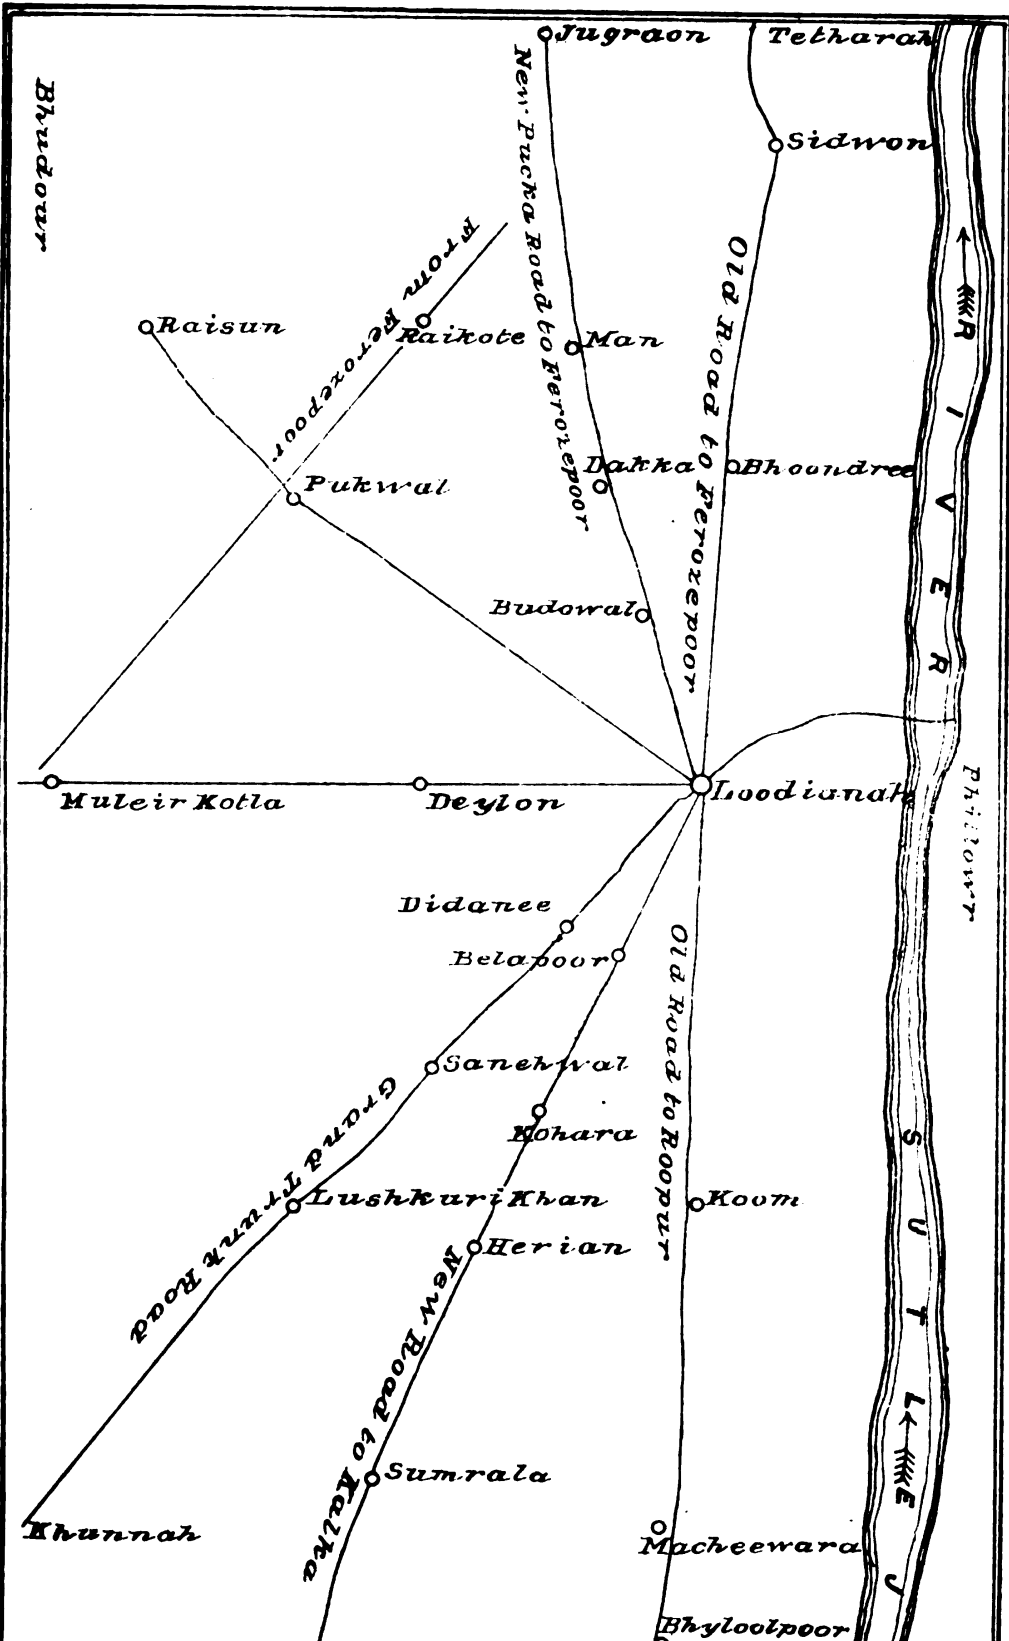 Jugraon
Tetharah
Bhudour
New Pucka Road to Ferozepoor
Sidwon
Old Road to Ferozepoor
From Ferozepoor
Raisun
Raikote
Man
RIVER SUTLEJ
Dakka
Bhoondree
Pukwal
Budowal
Muleir Kotla
Deylon
Loodianah
Phillowr
Didanee
Belapoor
Old Road to Roopur
Sanehwal
Grand Trunk Road
Kohara
Lushkuri Khan
Koom
Herian
New Road to Kalka
Sumrala
Khunnah
Macheewara
Bhyloolpoor